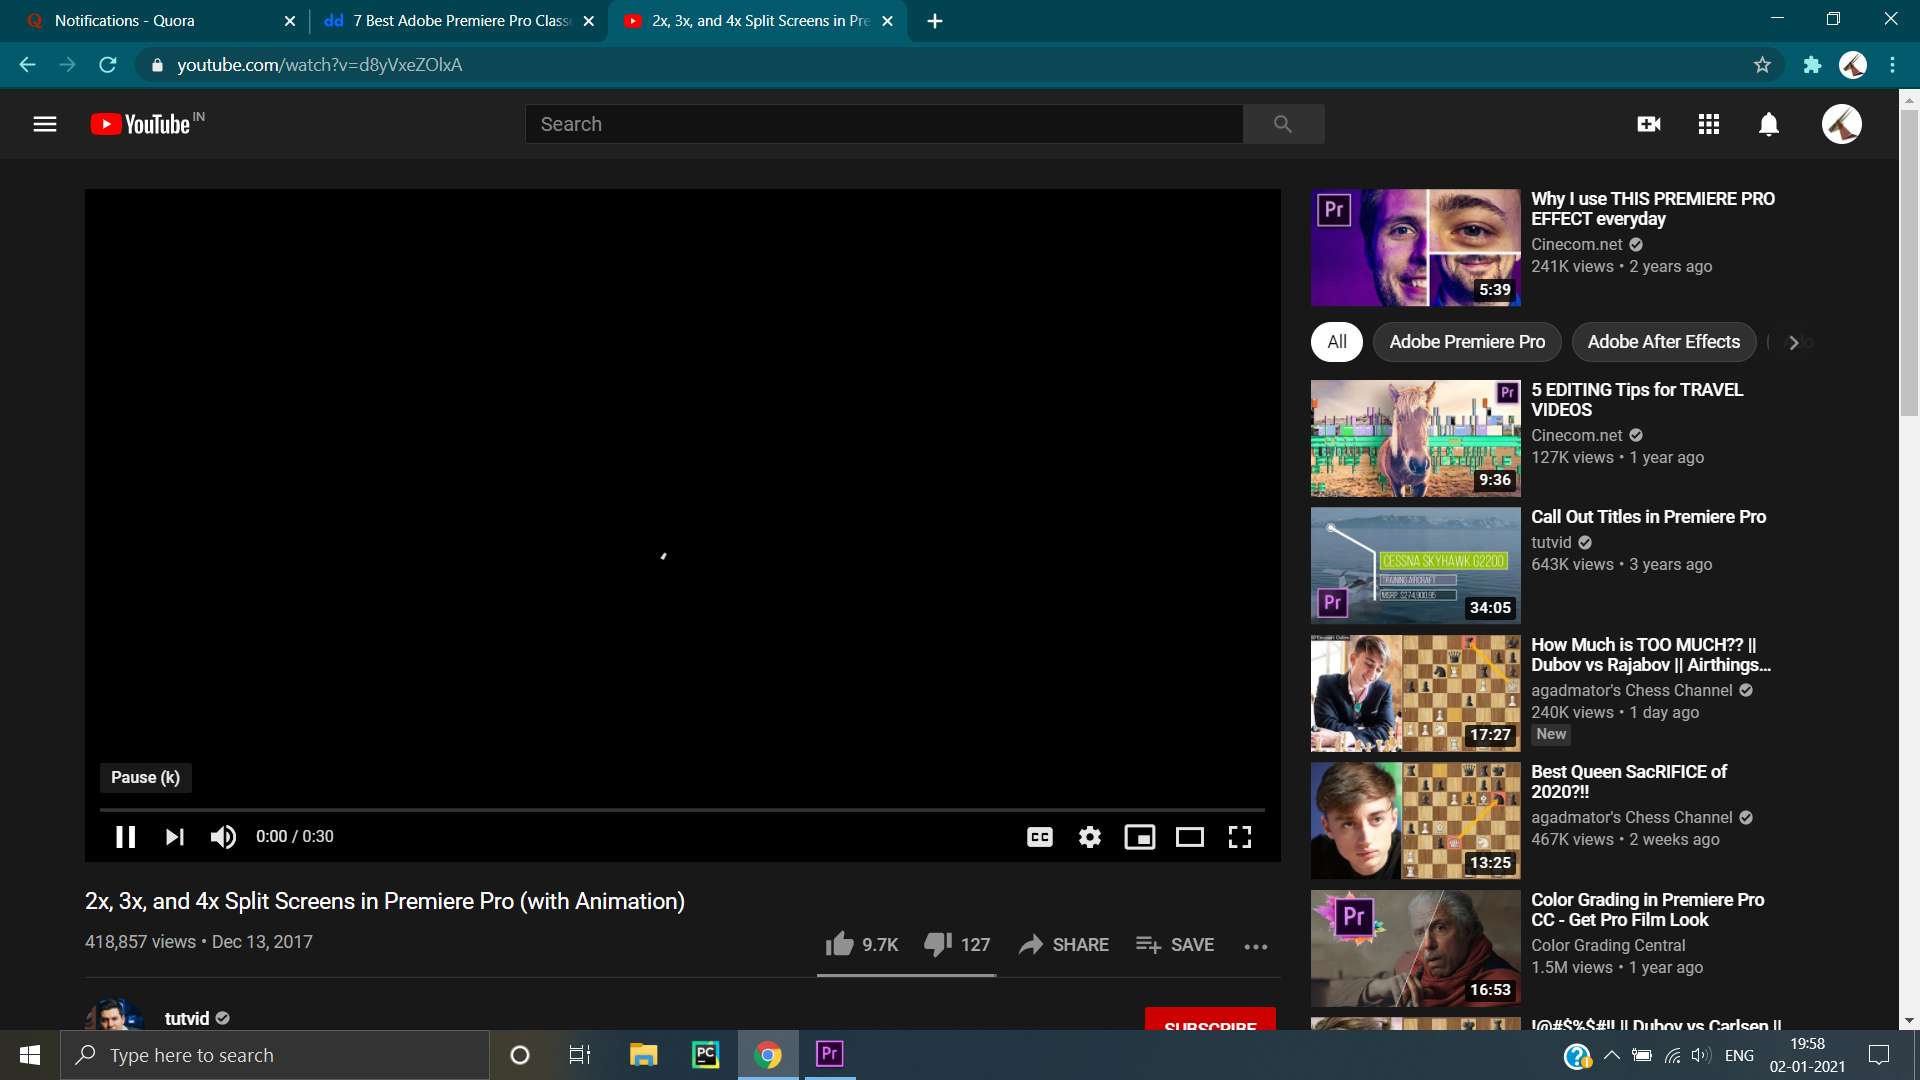 Notifications - Quora
7 Best Adobe Premiere Pro Class
2x, 3x, and 4x Split Screens in Pre
youtube.com/watch?v=d8yVxeZOlxA
YouTube IN
Search
Pr
5:39
Why I use THIS PREMIERE PRO
EFFECT everyday
Cinecom.net
241K views • 2 years ago
All
Adobe Premiere Pro
Adobe After Effects
Pr
9:36
5 EDITING Tips for TRAVEL
VIDEOS
Cinecom.net
127K views • 1 year ago
CESSNA SKYHAWK G2200
TRAINING AIRCRAFT
MSRP: $274,900.95
Pr
34:05
Call Out Titles in Premiere Pro
tutvid
643K views • 3 years ago
17:27
How Much is TOO MUCH?? ||
Dubov vs Rajabov || Airthings...
agadmator's Chess Channel
240K views • 1 day ago
New
13:25
Best Queen SacRIFICE of
2020?!!
agadmator's Chess Channel
467K views • 2 weeks ago
Pr
16:53
Color Grading in Premiere Pro
CC - Get Pro Film Look
Color Grading Central
1.5M views • 1 year ago
!@#$%$#!! || Dubov vs Carlsen ||
Pause (k)
0:00 / 0:30
CC
2x, 3x, and 4x Split Screens in Premiere Pro (with Animation)
418,857 views • Dec 13, 2017
9.7K
127
SHARE
SAVE
tutvid
SUBSCRIBE
Type here to search
PC
Pr
ENG
19:58
02-01-2021